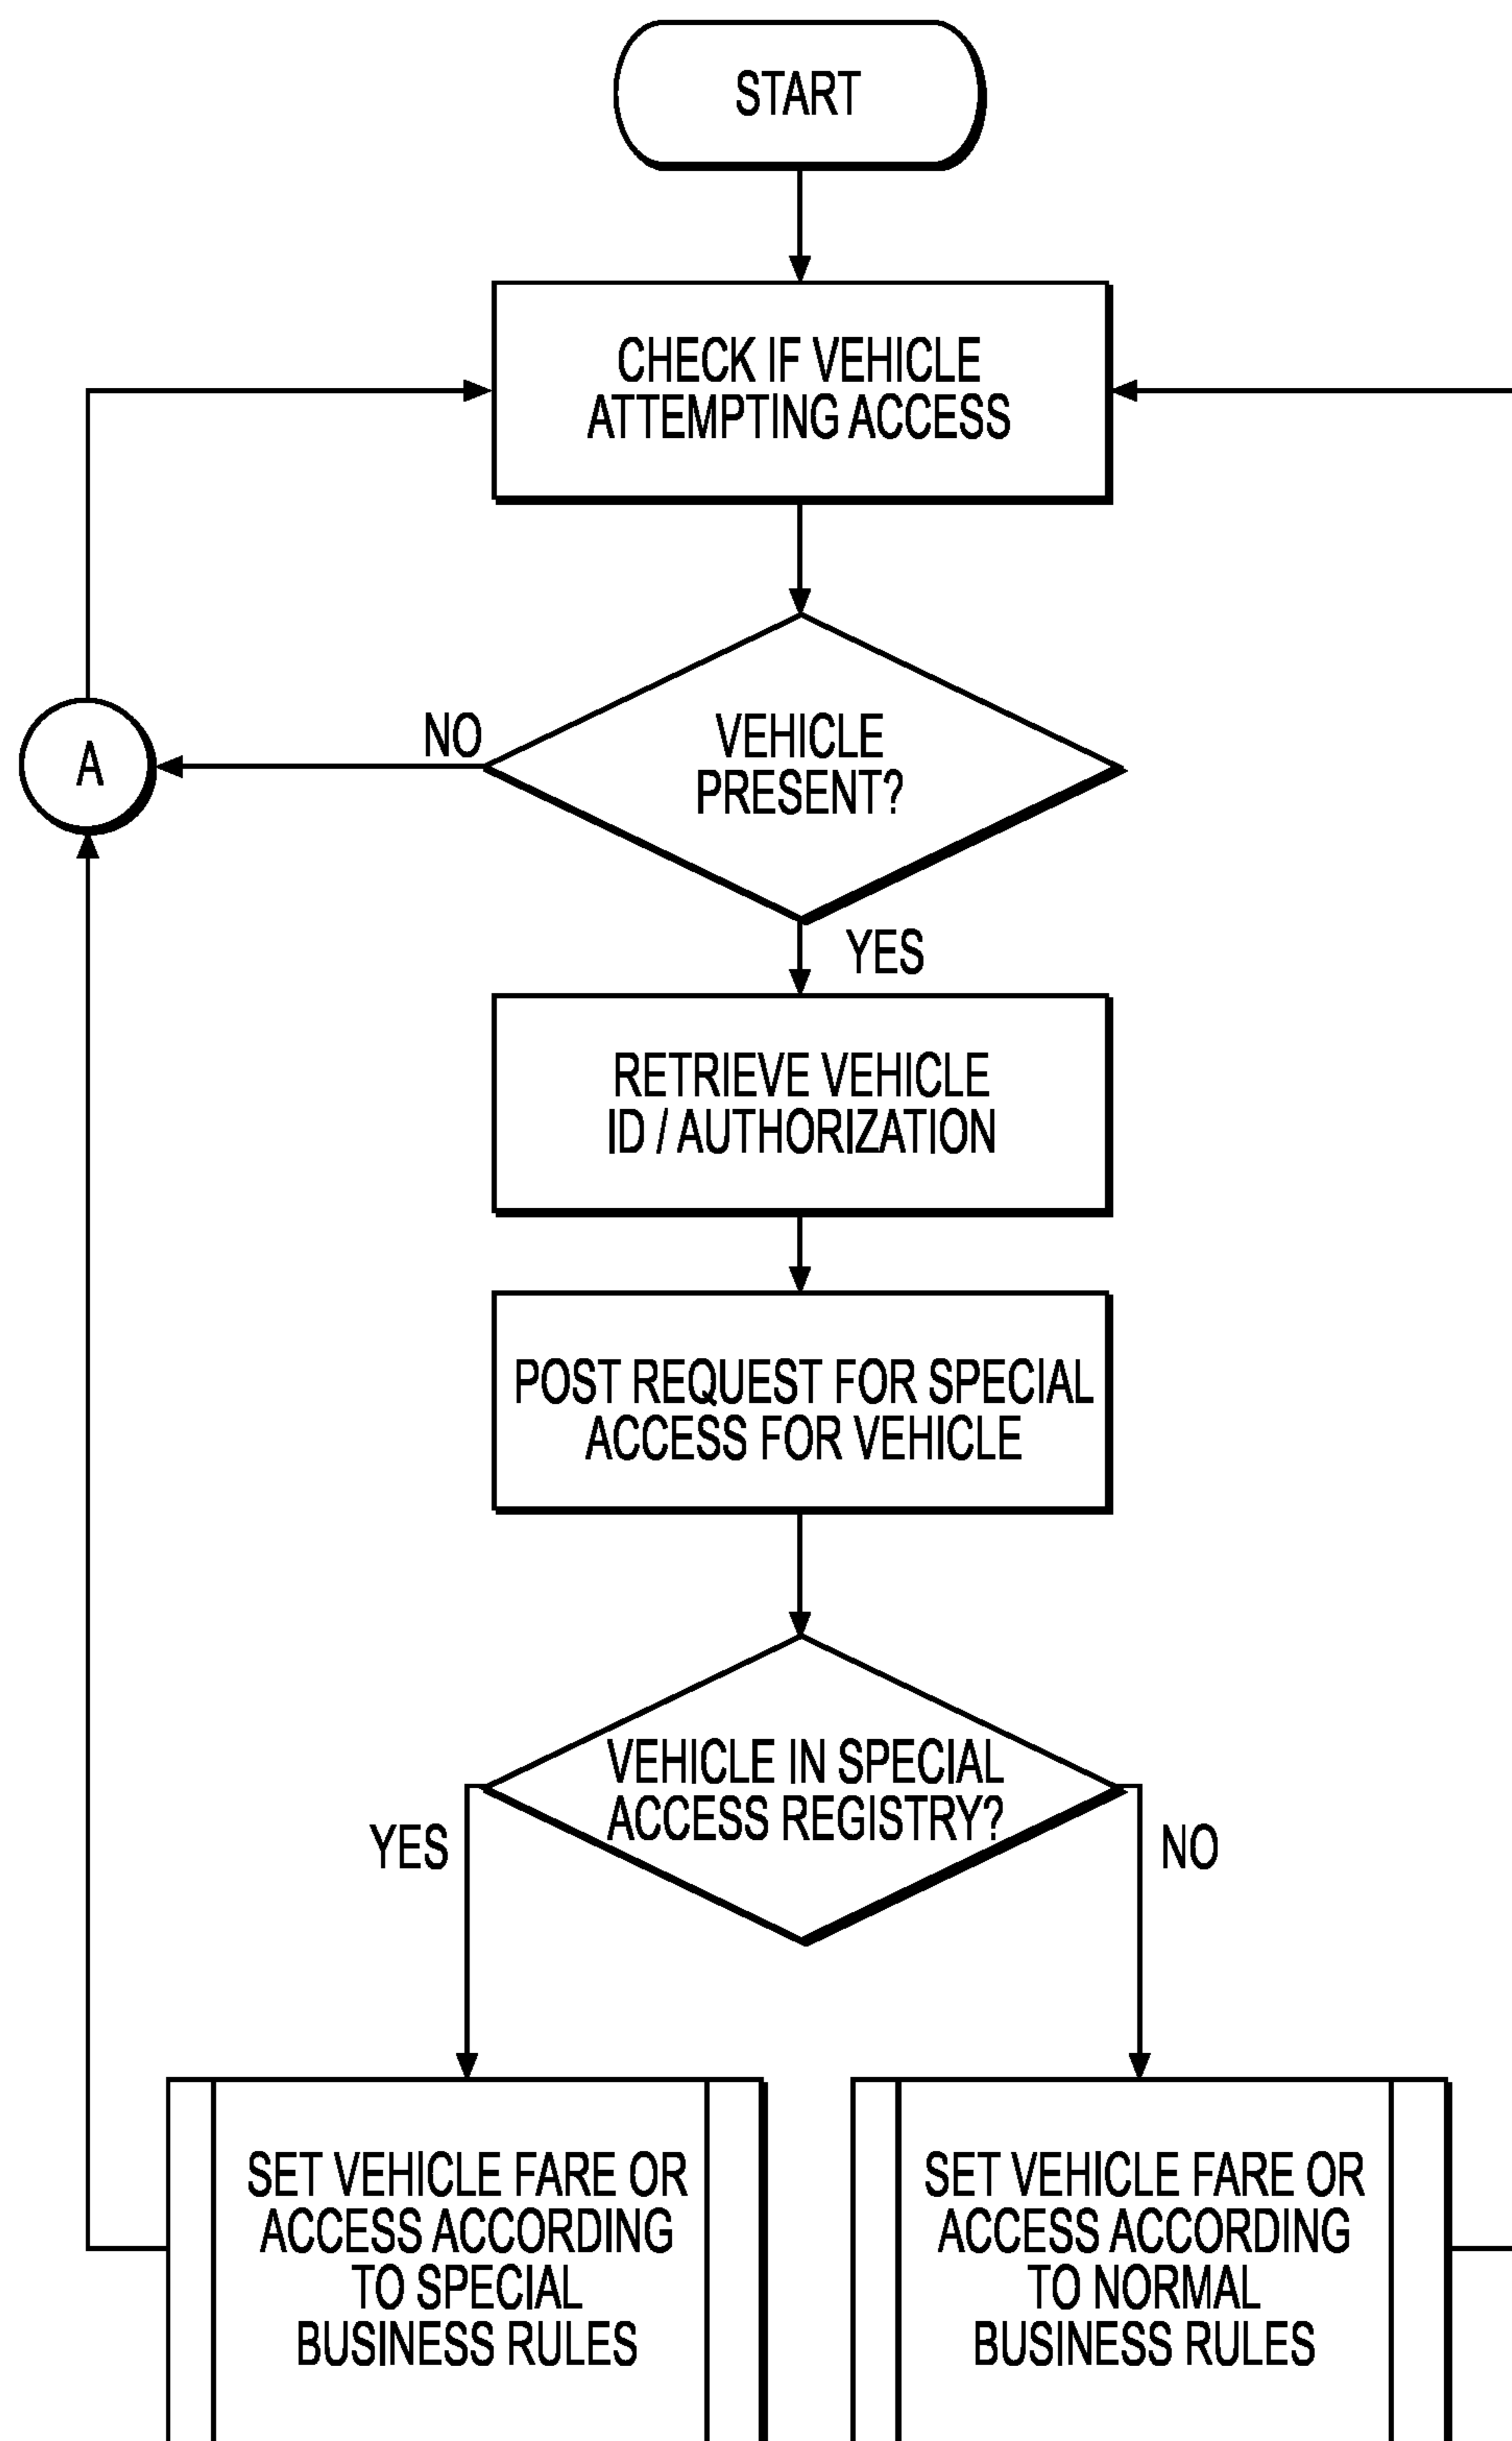 START
CHECK IF VEHICLE
ATTEMPTING ACCESS
NO
VEHICLE
PRESENT?
A
YES
RETRIEVE VEHICLE
ID / AUTHORIZATION
POST REQUEST FOR SPECIAL
ACCESS FOR VEHICLE
VEHICLE IN SPECIAL
ACCESS REGISTRY?
YES
NO
SET VEHICLE FARE OR
ACCESS ACCORDING
TO SPECIAL
BUSINESS RULES
SET VEHICLE FARE OR
ACCESS ACCORDING
TO NORMAL
BUSINESS RULES